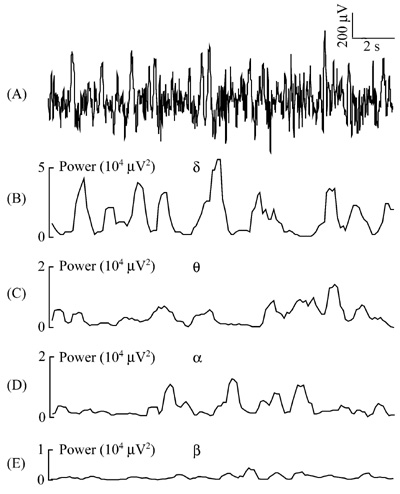 200 µV
2 s
(A)
5 Power (10⁴ µV²) δ
(B)
0
2 Power (10⁴ µV²) θ
(C)
0
2 Power (10⁴ µV²) α
(D)
0
1 Power (10⁴ µV²) β
(E)
0